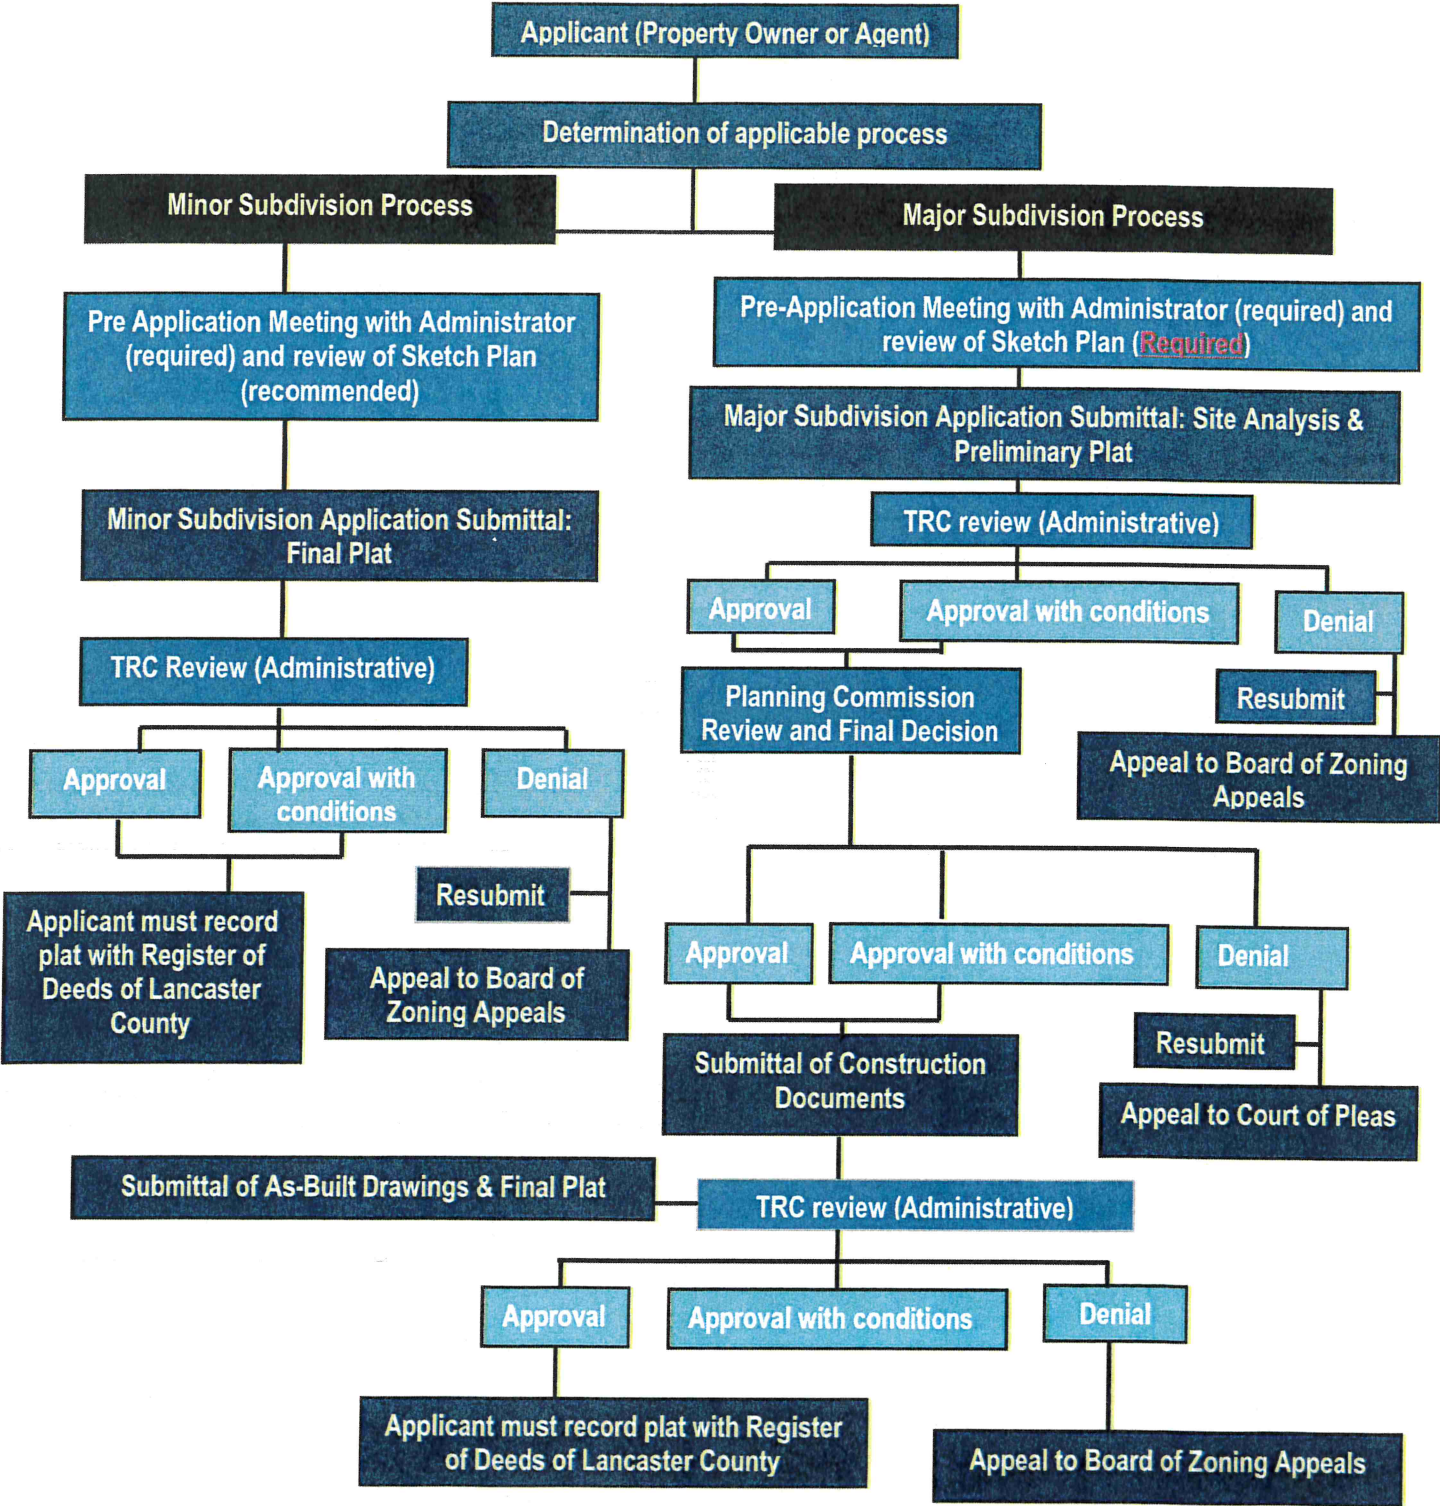 Applicant (Property Owner or Agent)
Determination of applicable process
Minor Subdivision Process
Major Subdivision Process
Pre Application Meeting with Administrator
(required) and review of Sketch Plan
(recommended)
Minor Subdivision Application Submittal:
Final Plat
TRC Review (Administrative)
Approval
Approval with
conditions
Denial
Applicant must record
plat with Register of
Deeds of Lancaster
County
Resubmit
Appeal to Board of
Zoning Appeals
Pre-Application Meeting with Administrator (required) and
review of Sketch Plan (Required)
Major Subdivision Application Submittal: Site Analysis &
Preliminary Plat
TRC review (Administrative)
Approval
Approval with conditions
Denial
Resubmit
Appeal to Board of Zoning
Appeals
Planning Commission
Review and Final Decision
Approval
Approval with conditions
Denial
Resubmit
Appeal to Court of Pleas
Submittal of Construction
Documents
Submittal of As-Built Drawings & Final Plat
TRC review (Administrative)
Approval
Approval with conditions
Denial
Applicant must record plat with Register
of Deeds of Lancaster County
Appeal to Board of Zoning Appeals